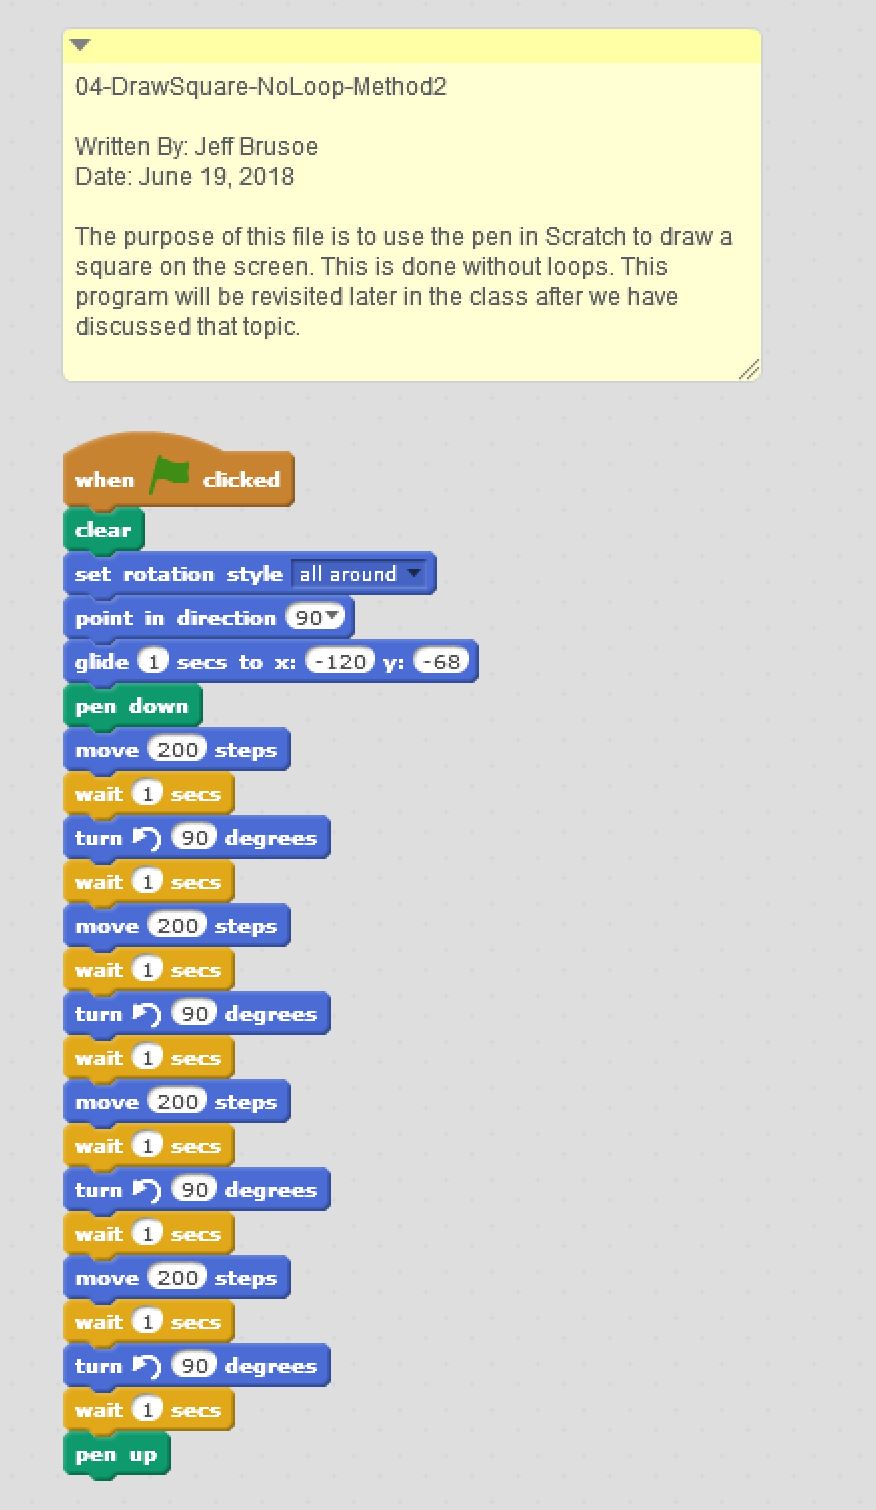 04-DrawSquare-NoLoop-Method2
Written By: Jeff Brusoe
Date: June 19, 2018
The purpose of this file is to use the pen in Scratch to draw a
square on the screen. This is done without loops. This
program will be revisited later in the class after we have
discussed that topic.
when clicked
clear
set rotation style all around
point in direction 90
glide 1 secs to x: -120 y: -68
pen down
move 200 steps
wait 1 secs
turn 90 degrees
wait 1 secs
move 200 steps
wait 1 secs
turn 90 degrees
wait 1 secs
move 200 steps
wait 1 secs
turn 90 degrees
wait 1 secs
move 200 steps
wait 1 secs
turn 90 degrees
wait 1 secs
pen up